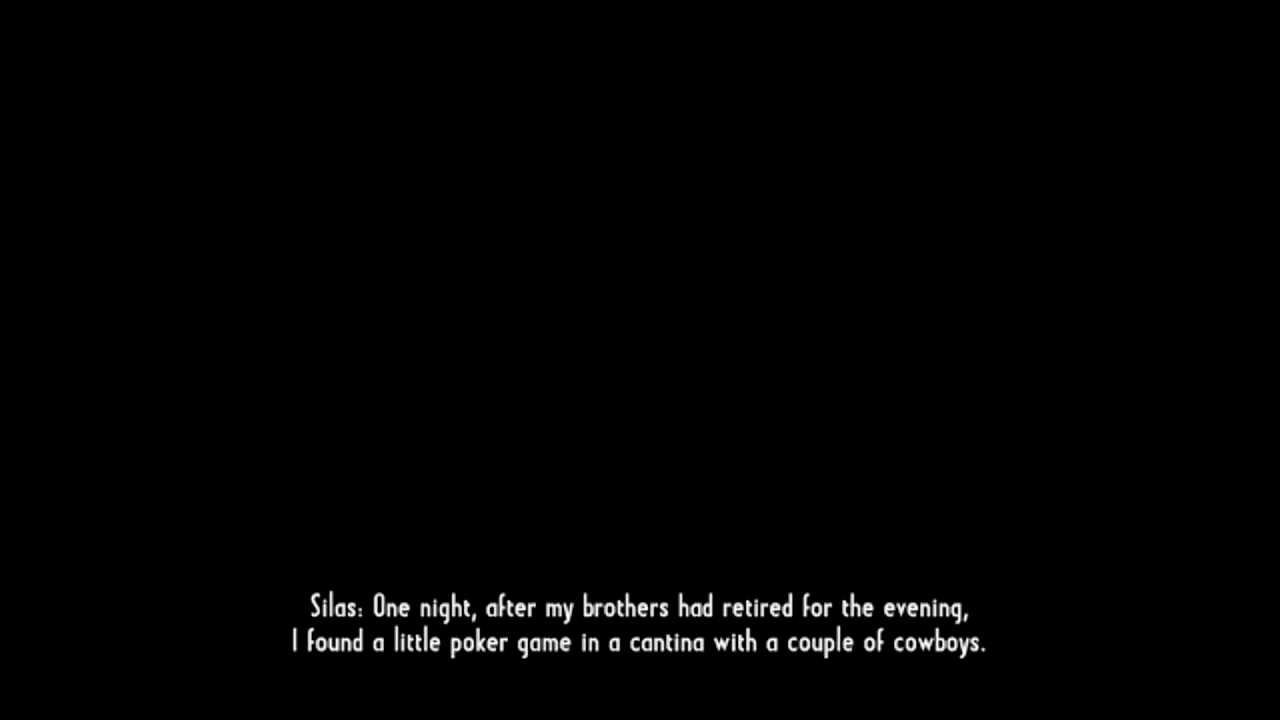 Silas: One night, after my brothers had retired for the evening,
I found a little poker game in a cantina with a couple of cowboys.